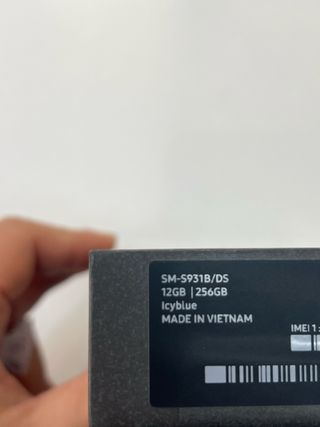 SM-S931B/DS
12GB | 256GB
Icyblue
MADE IN VIETNAM
IMEI 1 :